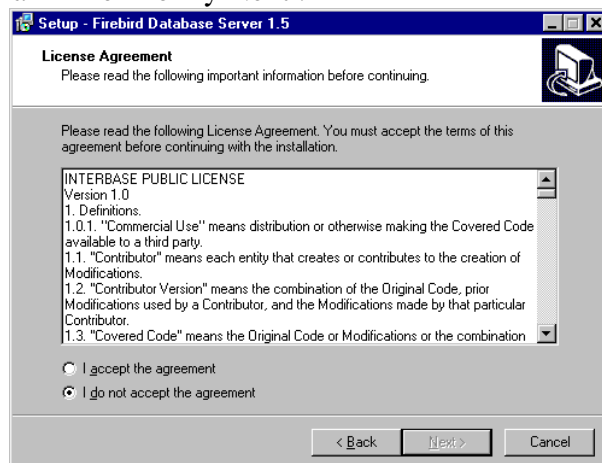 Setup - Firebird Database Server 1.5
License Agreement
Please read the following important information before continuing.
Please read the following License Agreement. You must accept the terms of this
agreement before continuing with the installation.
INTERBASE PUBLIC LICENSE
Version 1.0
1. Definitions.
1.0.1. "Commercial Use" means distribution or otherwise making the Covered Code
available to a third party.
1.1. "Contributor" means each entity that creates or contributes to the creation of
Modifications.
1.2. "Contributor Version" means the combination of the Original Code, prior
Modifications used by a Contributor, and the Modifications made by that particular
Contributor.
1.3. "Covered Code" means the Original Code or Modifications or the combination
I accept the agreement
I do not accept the agreement
< Back Next > Cancel